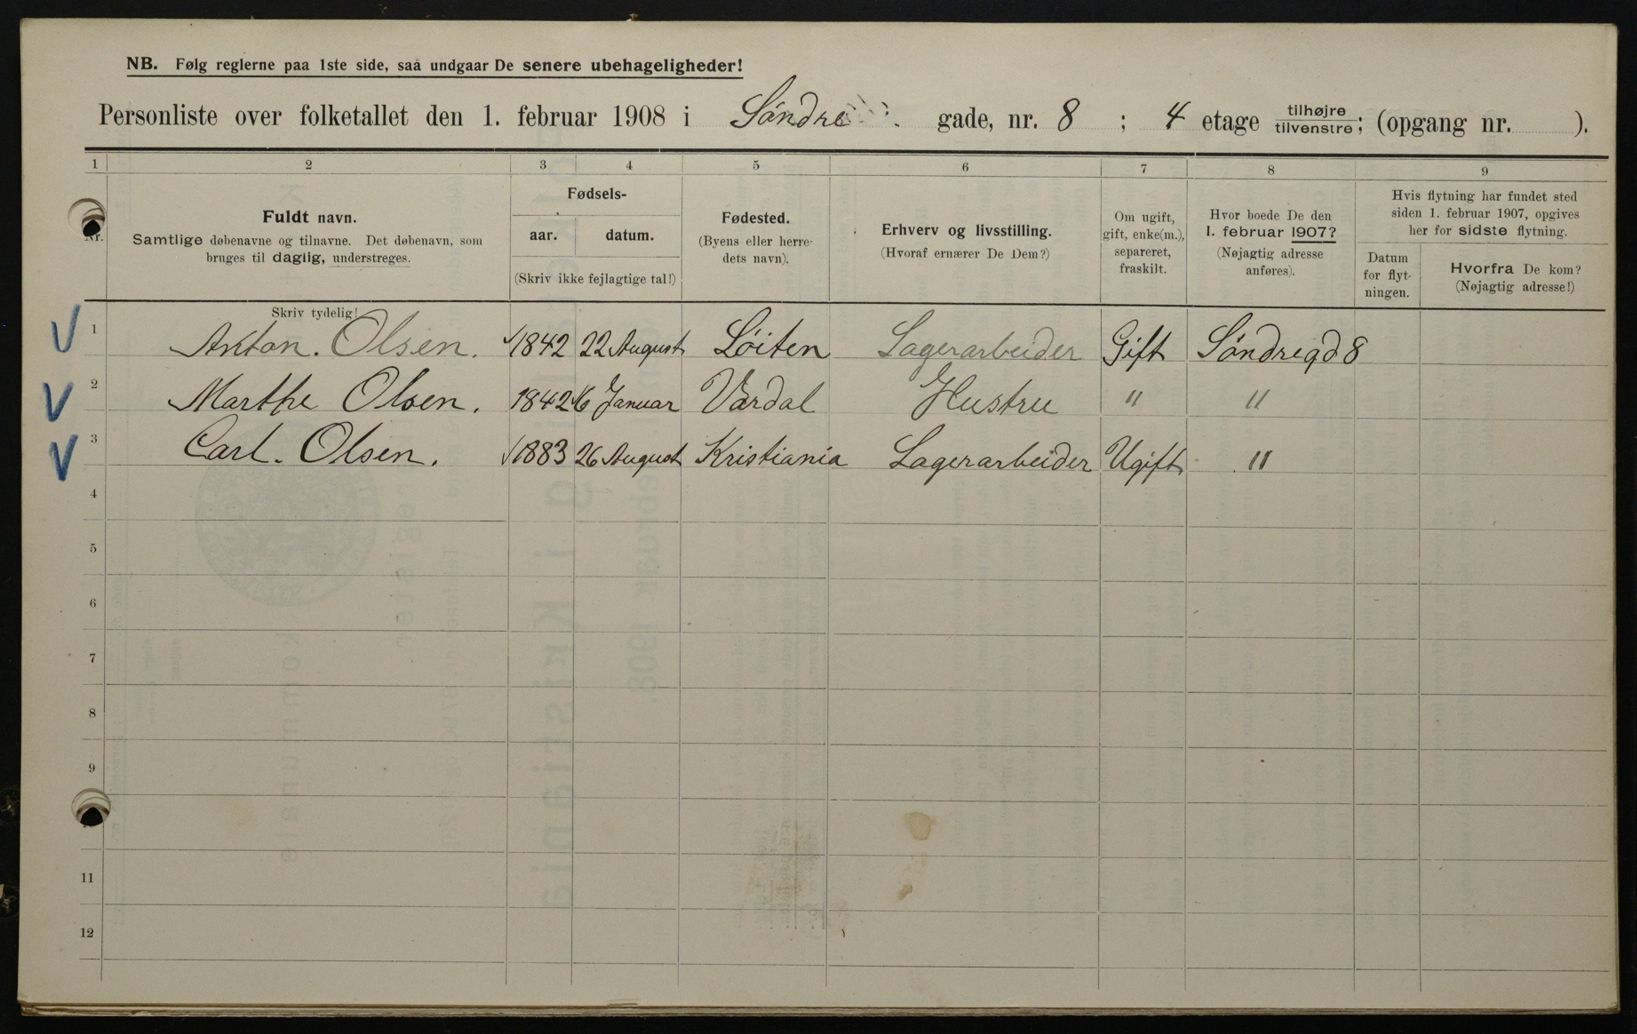 NB. Følg reglerne paa 1ste side, saa undgaar De senere ubehageligheder!
Personliste over folketallet den 1. februar 1908 i Søndre gade, nr. 8 ; 4 etage tilhøjre/tilvenstre; (opgang nr. ).
1 2 3 4 5 6 7 8 9
Nr.
Fuldt navn.
Samtlige døbenavne og tilnavne. Det døbenavn, som
bruges til daglig, understreges.
Skriv tydelig!
Fødsels-
aar. datum.
(Skriv ikke fejlagtige tal!)
Fødested.
(Byens eller herre-
dets navn).
Erhverv og livsstilling.
(Hvoraf ernærer De Dem?)
Om ugift,
gift, enke(m.),
separeret,
fraskilt.
Hvor boede De den
1. februar 1907?
(Nøjagtig adresse
anføres).
Hvis flytning har fundet sted
siden 1. februar 1907, opgives
her for sidste flytning.
Datum
for flyt-
ningen.
Hvorfra De kom?
(Nøjagtig adresse!)
1 Anton. Olsen. 1842 22 August Löiten Lagerarbeider Gift Søndregd 8
2 Marthe Olsen. 1842 6 Januar Vardal Hustru " "
3 Carl. Olsen. 1883 26 August Kristiania Lagerarbeider Ugift "
4
5
6
7
8
9
11
12